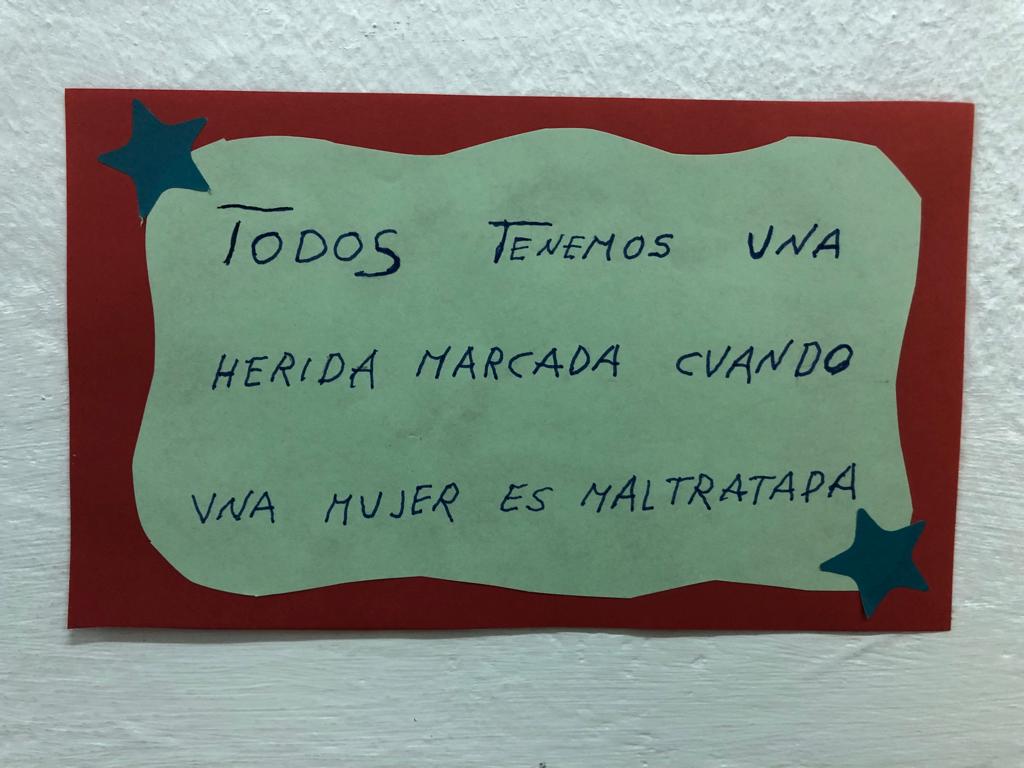 TODOS TENEMOS UNA
HERIDA MARCADA CUANDO
UNA MUJER ES MALTRATADA